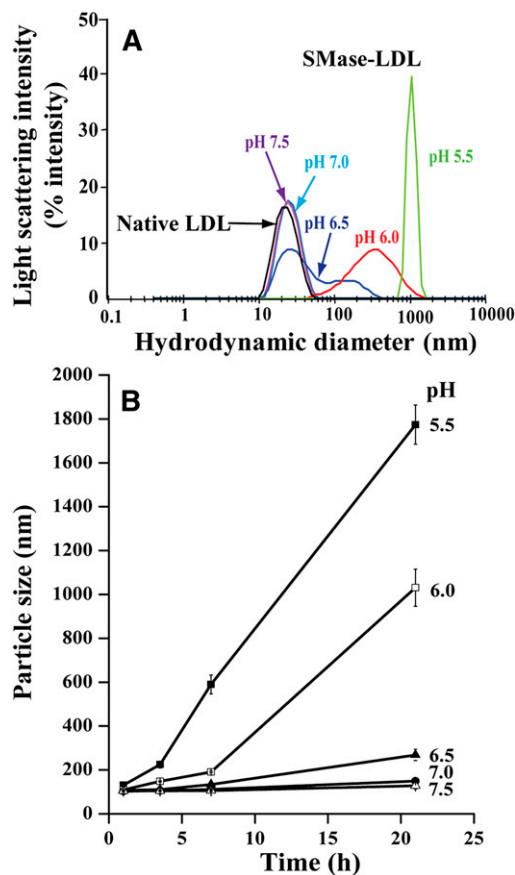 A
SMase-LDL
Light scattering intensity
(% intensity)
50
40
30
20
10
0
pH 7.5
pH 7.0
pH 5.5
Native LDL
pH 6.5
pH 6.0
0.1
1
10
100
1000
10000
Hydrodynamic diameter (nm)
B
pH
Particle size (nm)
2000
1800
1600
1400
1200
1000
800
600
400
200
0
5.5
6.0
6.5
7.0
7.5
0
5
10
15
20
25
Time (h)